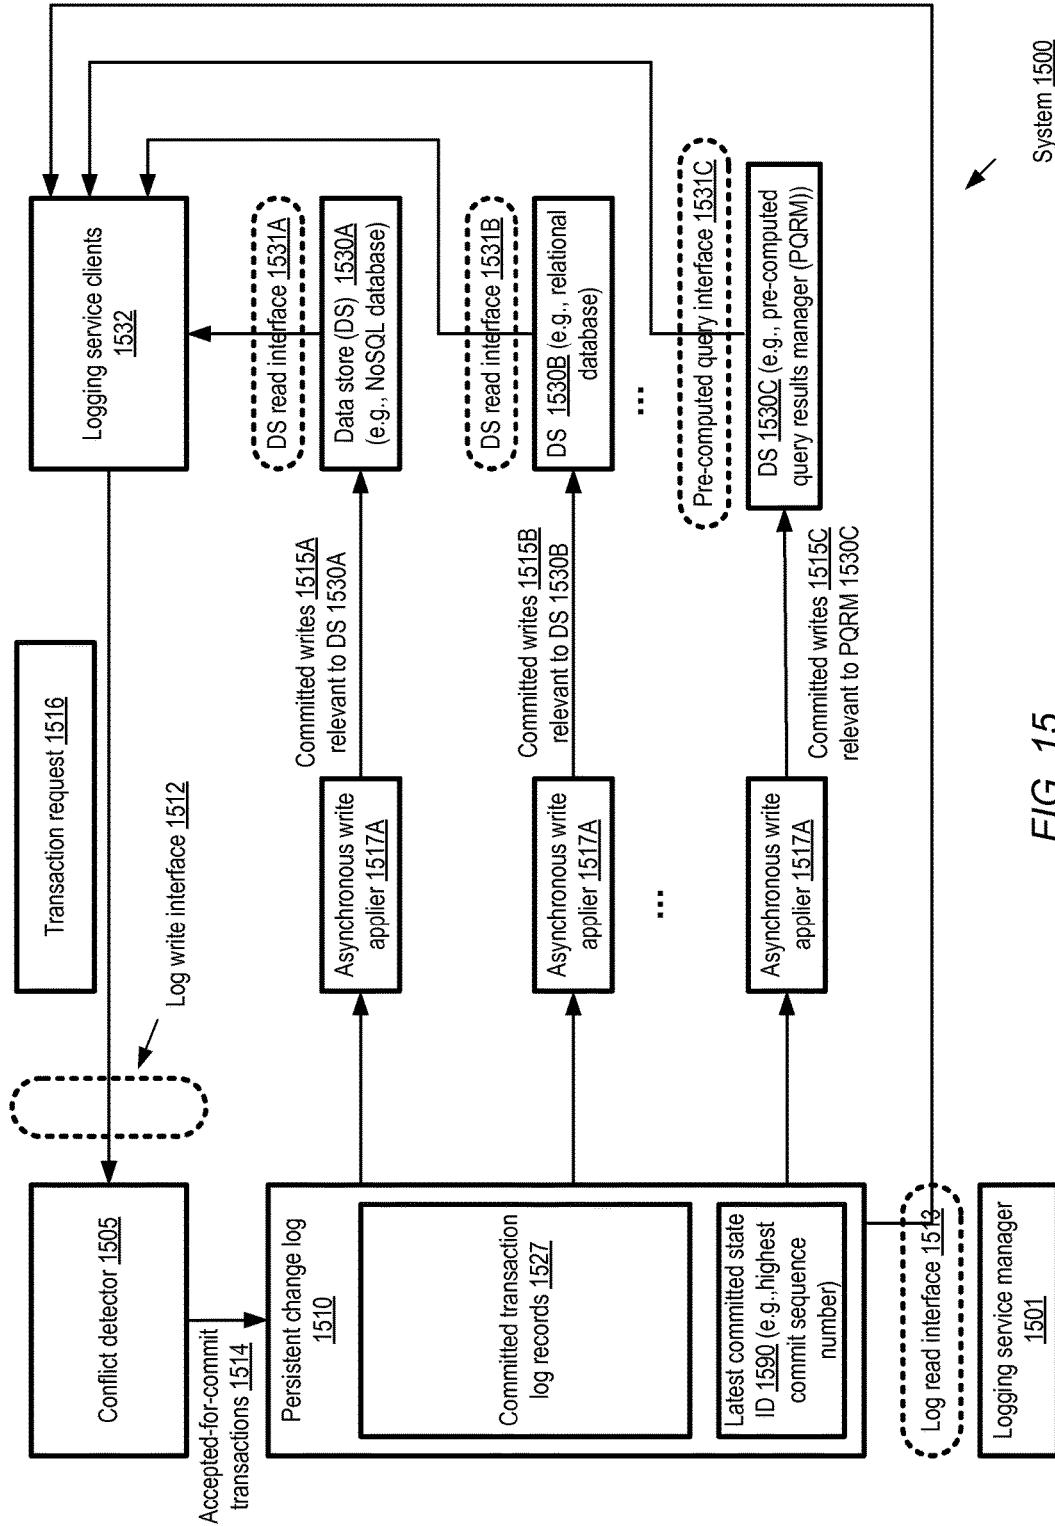 Conflict detector 1505
Log write interface 1512
Transaction request 1516
Logging service clients
1532
Accepted-for-commit
transactions 1514
Persistent change log
1510
Committed transaction
log records 1527
Latest committed state
ID 1590 (e.g.,highest
commit sequence
number)
Log read interface 1513
Logging service manager
1501
Asynchronous write
applier 1517A
Committed writes 1515A
relevant to DS 1530A
DS read interface 1531A
Data store (DS) 1530A
(e.g., NoSQL database)
Asynchronous write
applier 1517A
Committed writes 1515B
relevant to DS 1530B
DS read interface 1531B
DS 1530B (e.g., relational
database)
...
...
Asynchronous write
applier 1517A
Committed writes 1515C
relevant to PQRM 1530C
Pre-computed query interface 1531C
DS 1530C (e.g., pre-computed
query results manager (PQRM))
System 1500
FIG. 15